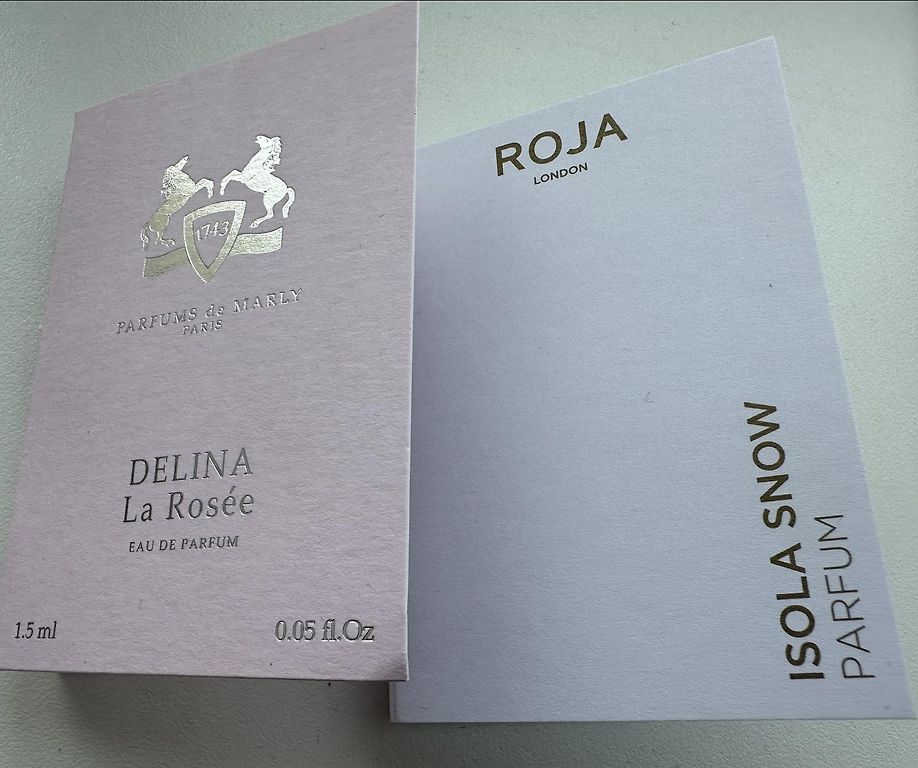 1743
PARFUMS de MARLY
PARIS
DELINA
La Rosée
EAU DE PARFUM
1.5 ml
0.05 fl.Oz
ROJA
LONDON
ISOLA SNOW
PARFUM